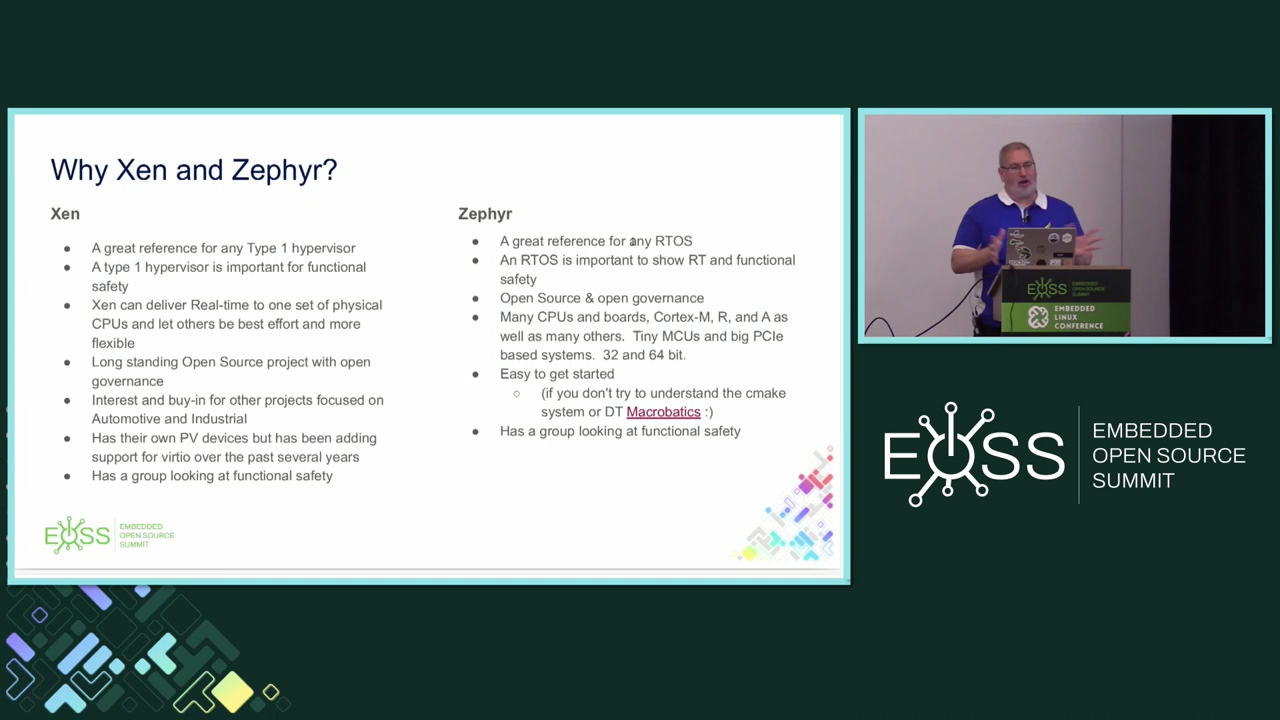 Why Xen and Zephyr?
Xen
● A great reference for any Type 1 hypervisor
● A type 1 hypervisor is important for functional
safety
● Xen can deliver Real-time to one set of physical
CPUs and let others be best effort and more
flexible
● Long standing Open Source project with open
governance
● Interest and buy-in for other projects focused on
Automotive and Industrial
● Has their own PV devices but has been adding
support for virtio over the past several years
● Has a group looking at functional safety
Zephyr
● A great reference for any RTOS
● An RTOS is important to show RT and functional
safety
● Open Source & open governance
● Many CPUs and boards, Cortex-M, R, and A as
well as many others. Tiny MCUs and big PCIe
based systems. 32 and 64 bit.
● Easy to get started
○ (if you don't try to understand the cmake
system or DT Macrobatics :)
● Has a group looking at functional safety
EOSS
EMBEDDED
OPEN SOURCE
SUMMIT
EOSS
EMBEDDED
OPEN SOURCE
SUMMIT
EMBEDDED
LINUX
CONFERENCE
EOSS
EMBEDDED
OPEN SOURCE
SUMMIT